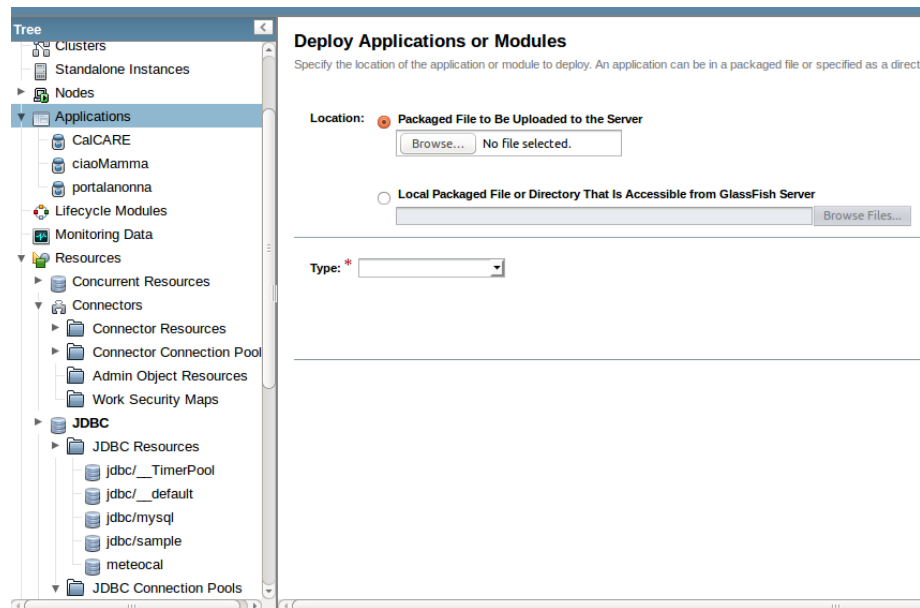 Tree
Clusters
Standalone Instances
Nodes
Applications
CalCARE
ciaoMamma
portalanonna
Lifecycle Modules
Monitoring Data
Resources
Concurrent Resources
Connectors
Connector Resources
Connector Connection Pool
Admin Object Resources
Work Security Maps
JDBC
JDBC Resources
jdbc/__TimerPool
jdbc/__default
jdbc/mysql
jdbc/sample
meteocal
JDBC Connection Pools
Deploy Applications or Modules
Specify the location of the application or module to deploy. An application can be in a packaged file or specified as a direct
Location: Packaged File to Be Uploaded to the Server
Browse... No file selected.
Local Packaged File or Directory That Is Accessible from GlassFish Server
Browse Files...
Type: *